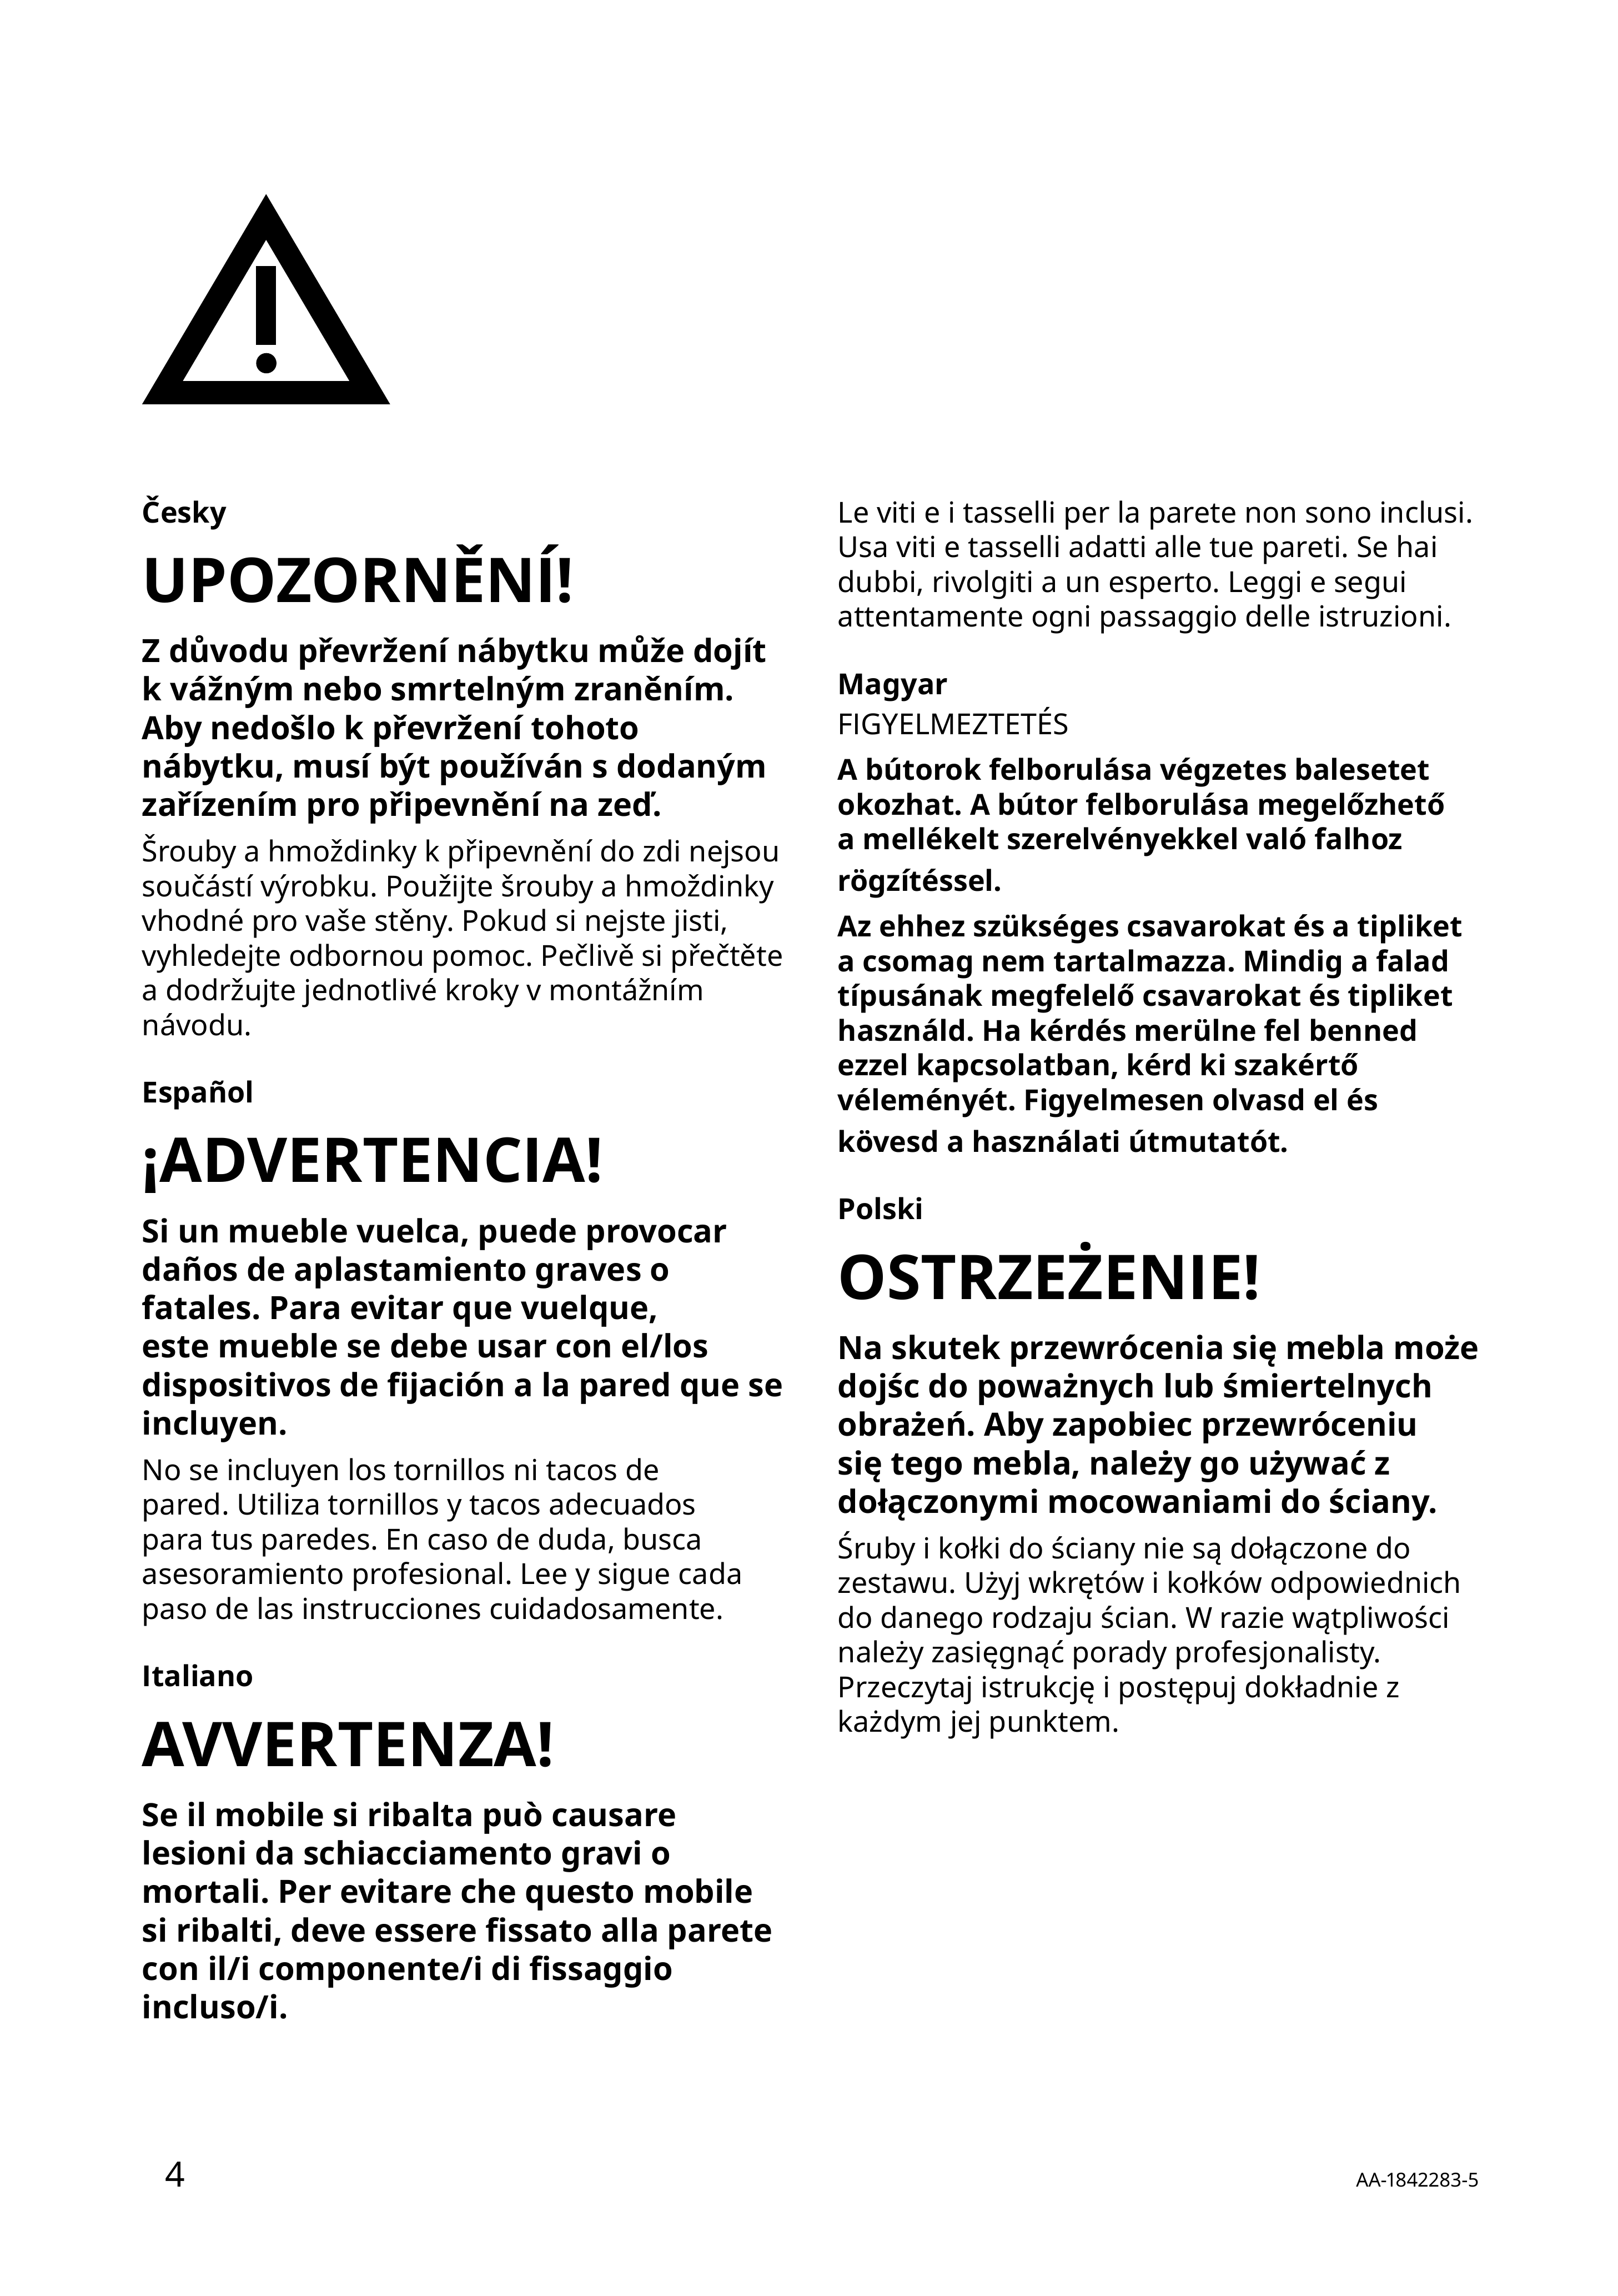 Česky
UPOZORNĚNÍ!
Z důvodu převržení nábytku může dojít
k vážným nebo smrtelným zraněním.
Aby nedošlo k převržení tohoto
nábytku, musí být používán s dodaným
zařízením pro připevnění na zeď.
Šrouby a hmoždinky k připevnění do zdi nejsou
součástí výrobku. Použijte šrouby a hmoždinky
vhodné pro vaše stěny. Pokud si nejste jisti,
vyhledejte odbornou pomoc. Pečlivě si přečtěte
a dodržujte jednotlivé kroky v montážním
návodu.
Español
¡ADVERTENCIA!
Si un mueble vuelca, puede provocar
daños de aplastamiento graves o
fatales. Para evitar que vuelque,
este mueble se debe usar con el/los
dispositivos de fijación a la pared que se
incluyen.
No se incluyen los tornillos ni tacos de
pared. Utiliza tornillos y tacos adecuados
para tus paredes. En caso de duda, busca
asesoramiento profesional. Lee y sigue cada
paso de las instrucciones cuidadosamente.
Italiano
AVVERTENZA!
Se il mobile si ribalta può causare
lesioni da schiacciamento gravi o
mortali. Per evitare che questo mobile
si ribalti, deve essere fissato alla parete
con il/i componente/i di fissaggio
incluso/i.
Le viti e i tasselli per la parete non sono inclusi.
Usa viti e tasselli adatti alle tue pareti. Se hai
dubbi, rivolgiti a un esperto. Leggi e segui
attentamente ogni passaggio delle istruzioni.
Magyar
FIGYELMEZTETÉS
A bútorok felborulása végzetes balesetet
okozhat. A bútor felborulása megelőzhető
a mellékelt szerelvényekkel való falhoz
rögzítéssel.
Az ehhez szükséges csavarokat és a tipliket
a csomag nem tartalmazza. Mindig a falad
típusának megfelelő csavarokat és tipliket
használd. Ha kérdés merülne fel benned
ezzel kapcsolatban, kérd ki szakértő
véleményét. Figyelmesen olvasd el és
kövesd a használati útmutatót.
Polski
OSTRZEŻENIE!
Na skutek przewrócenia się mebla może
dojśc do poważnych lub śmiertelnych
obrażeń. Aby zapobiec przewróceniu
się tego mebla, należy go używać z
dołączonymi mocowaniami do ściany.
Śruby i kołki do ściany nie są dołączone do
zestawu. Użyj wkrętów i kołków odpowiednich
do danego rodzaju ścian. W razie wątpliwości
należy zasięgnąć porady profesjonalisty.
Przeczytaj istrukcję i postępuj dokładnie z
każdym jej punktem.
4
AA-1842283-5